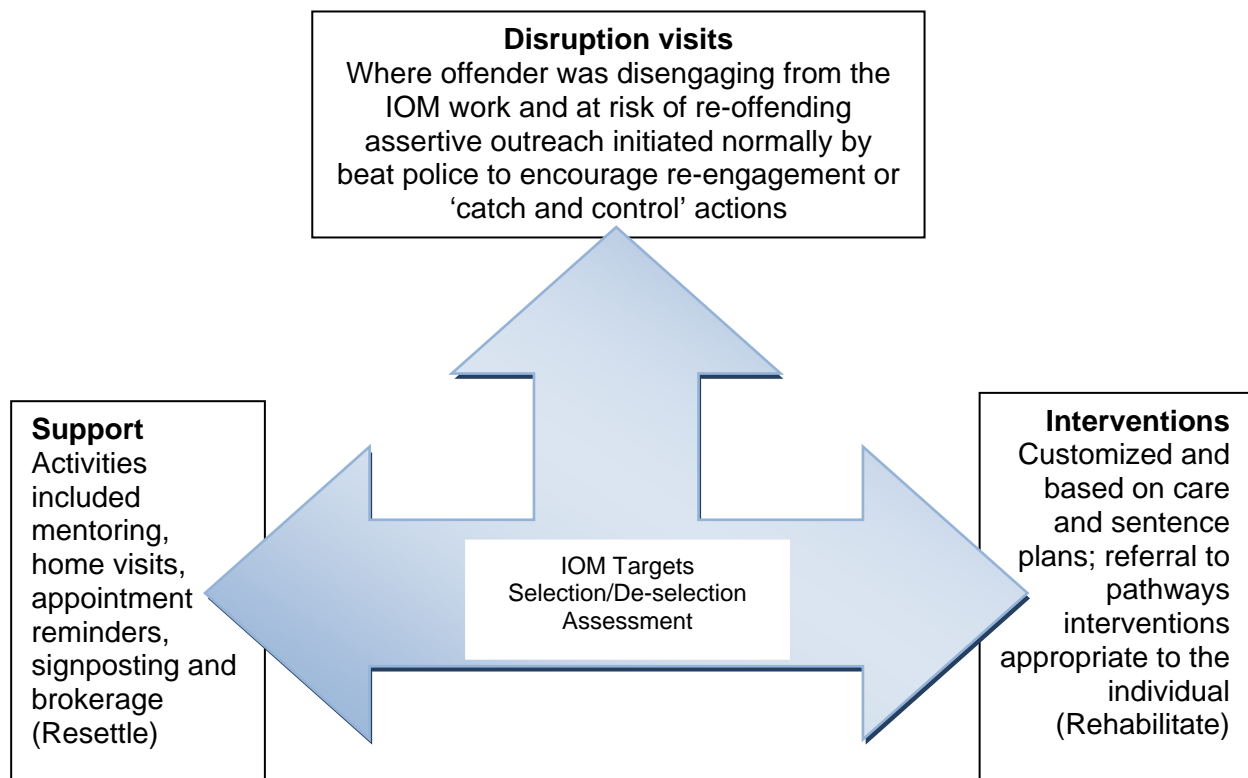 Disruption visits
Where offender was disengaging from the
IOM work and at risk of re-offending
assertive outreach initiated normally by
beat police to encourage re-engagement or
‘catch and control’ actions
Support
Activities
included
mentoring,
home visits,
appointment
reminders,
signposting and
brokerage
(Resettle)
IOM Targets
Selection/De-selection
Assessment
Interventions
Customized and
based on care
and sentence
plans; referral to
pathways
interventions
appropriate to the
individual
(Rehabilitate)